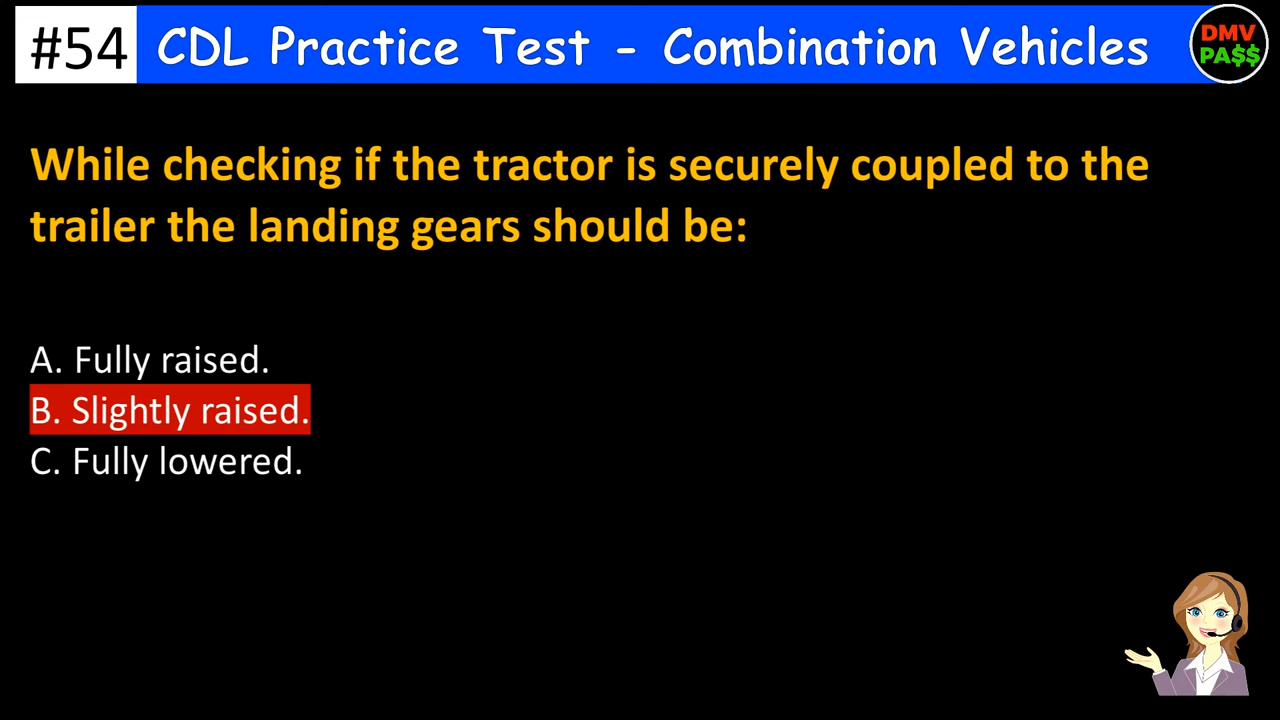 #54 CDL Practice Test - Combination Vehicles
DMV
PA$$
While checking if the tractor is securely coupled to the
trailer the landing gears should be:
A. Fully raised.
B. Slightly raised.
C. Fully lowered.